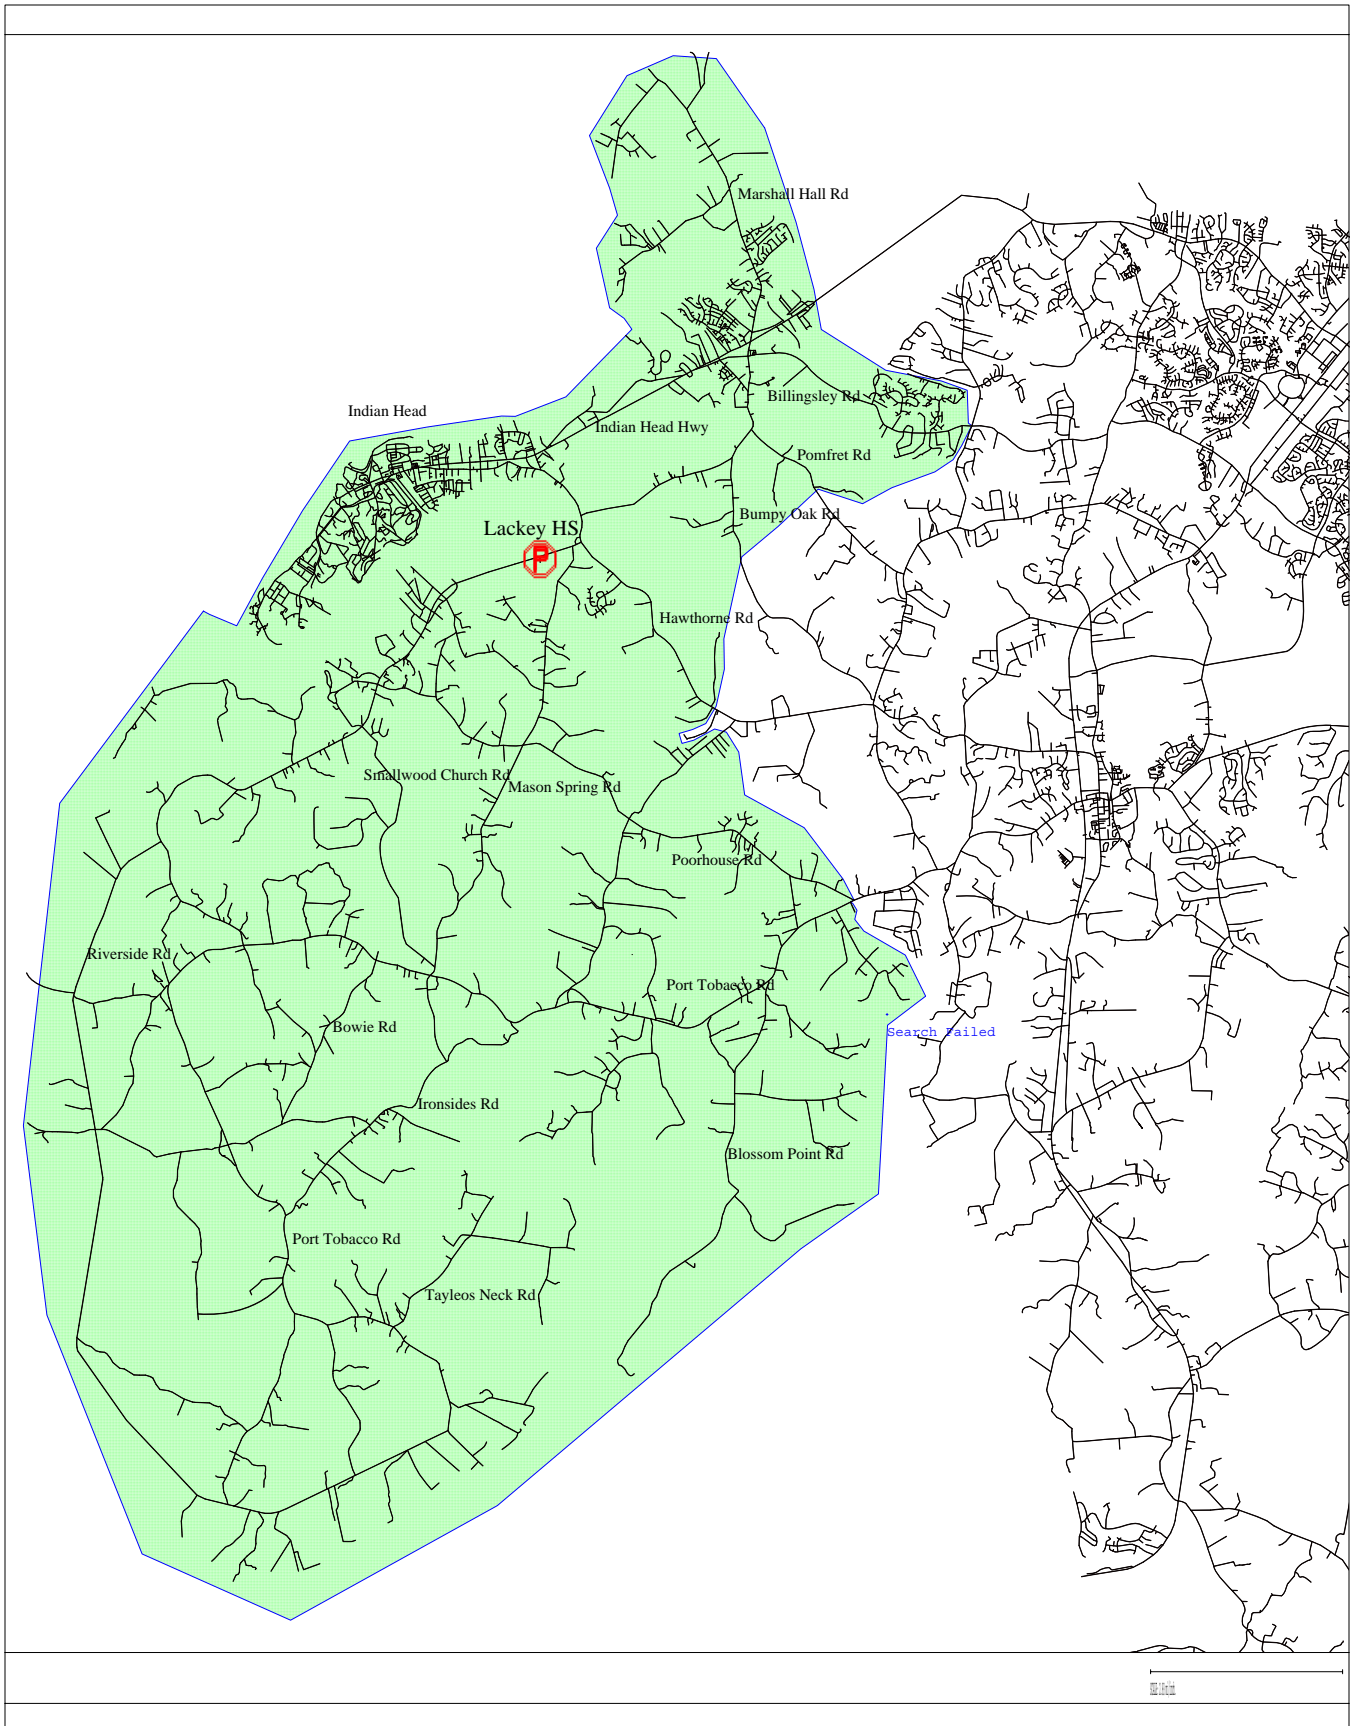 Marshall Hall Rd
Billingsley Rd
Indian Head
Indian Head Hwy
Pomfret Rd
Bumpy Oak Rd
Lackey HS
P
Hawthorne Rd
Smallwood Church Rd
Mason Spring Rd
Poorhouse Rd
Riverside Rd
Port Tobacco Rd
Bowie Rd
Search Failed
Ironsides Rd
Blossom Point Rd
Port Tobacco Rd
Tayleos Neck Rd